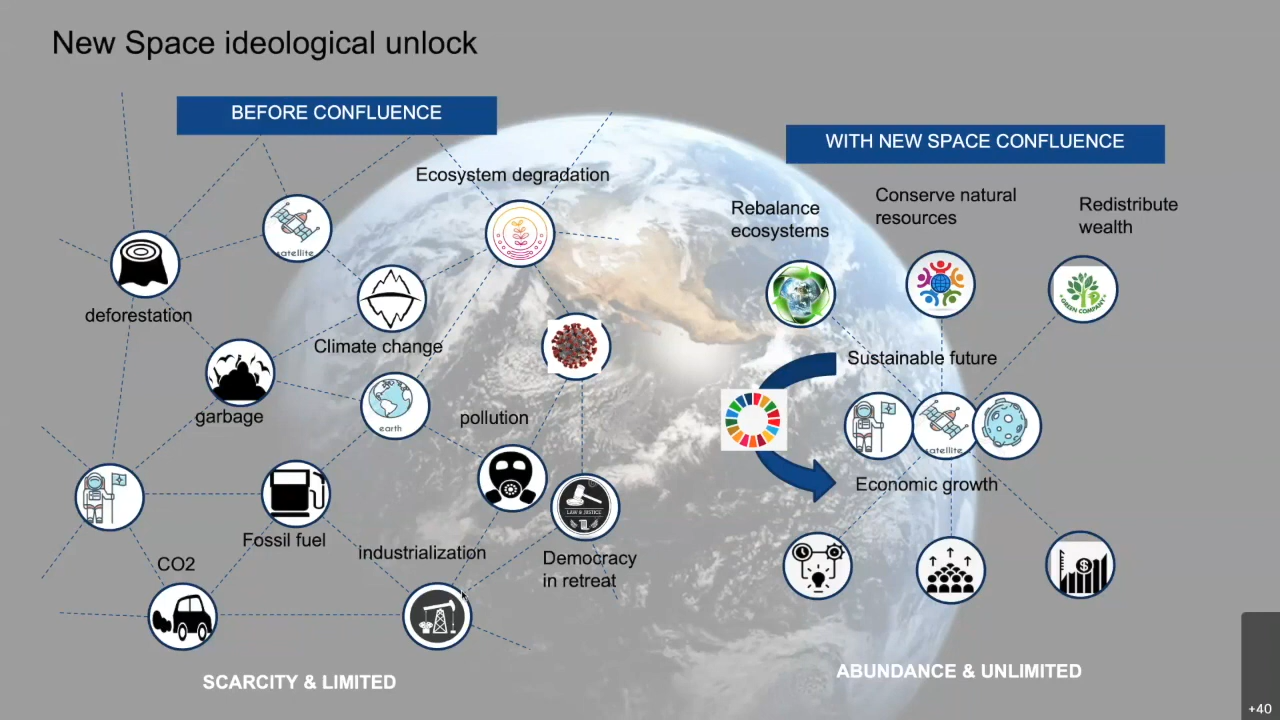 New Space ideological unlock
BEFORE CONFLUENCE
WITH NEW SPACE CONFLUENCE
Ecosystem degradation
Rebalance
ecosystems
Conserve natural
resources
Redistribute
wealth
satellite
deforestation
Climate change
GREEN COMPANY
Sustainable future
garbage
earth
pollution
satellite
Economic growth
LAW & JUSTICE
Fossil fuel
industrialization
CO2
Democracy
in retreat
$
SCARCITY & LIMITED
ABUNDANCE & UNLIMITED
+40